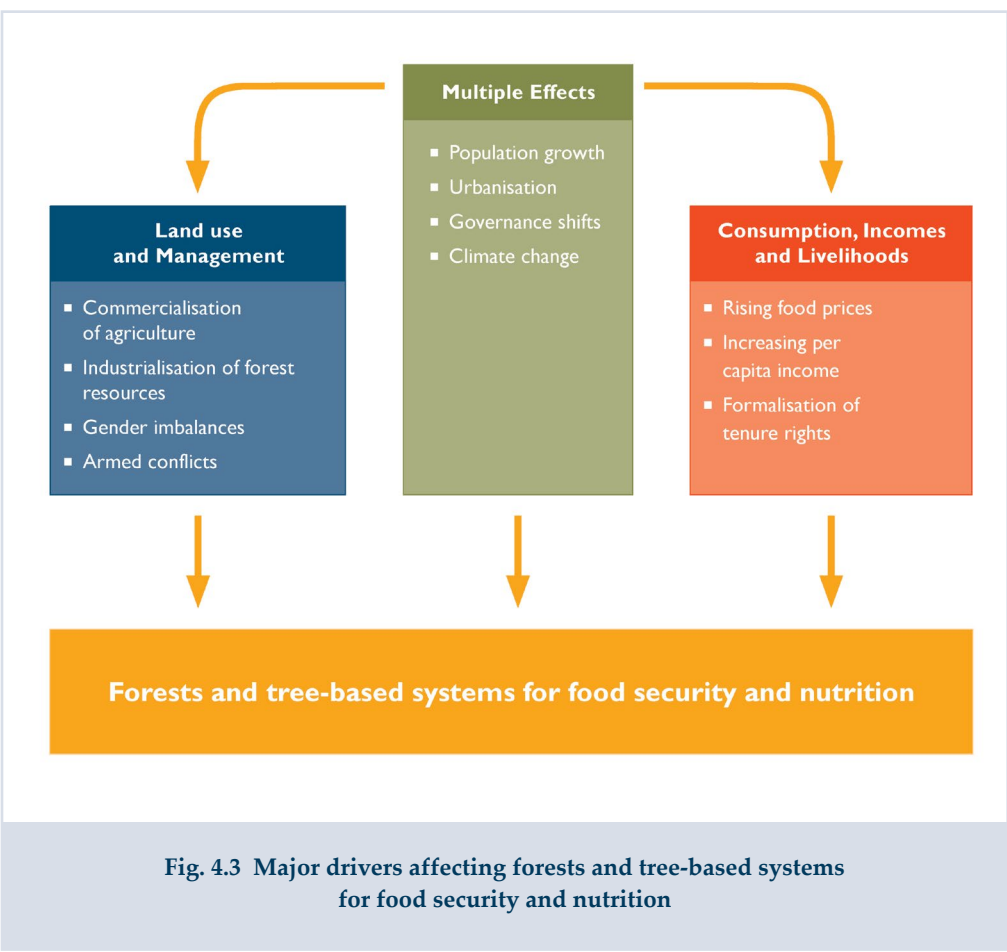 Multiple Effects
▪ Population growth
▪ Urbanisation
▪ Governance shifts
▪ Climate change
Land use
and Management
▪ Commercialisation
of agriculture
▪ Industrialisation of forest
resources
▪ Gender imbalances
▪ Armed conflicts
Consumption, Incomes
and Livelihoods
▪ Rising food prices
▪ Increasing per
capita income
▪ Formalisation of
tenure rights
Forests and tree-based systems for food security and nutrition
Fig. 4.3 Major drivers affecting forests and tree-based systems
for food security and nutrition